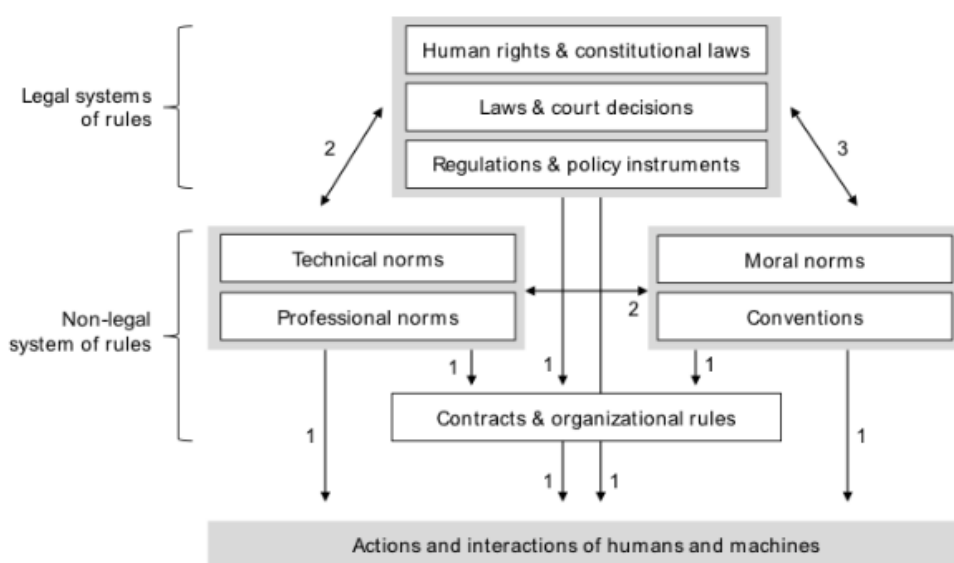 Human rights & constitutional laws
Legal systems
of rules
Laws & court decisions
2
3
Regulations & policy instruments
Technical norms
Moral norms
Non-legal
system of rules
2
Professional norms
Conventions
1
1
1
Contracts & organizational rules
1
1
1
1
Actions and interactions of humans and machines